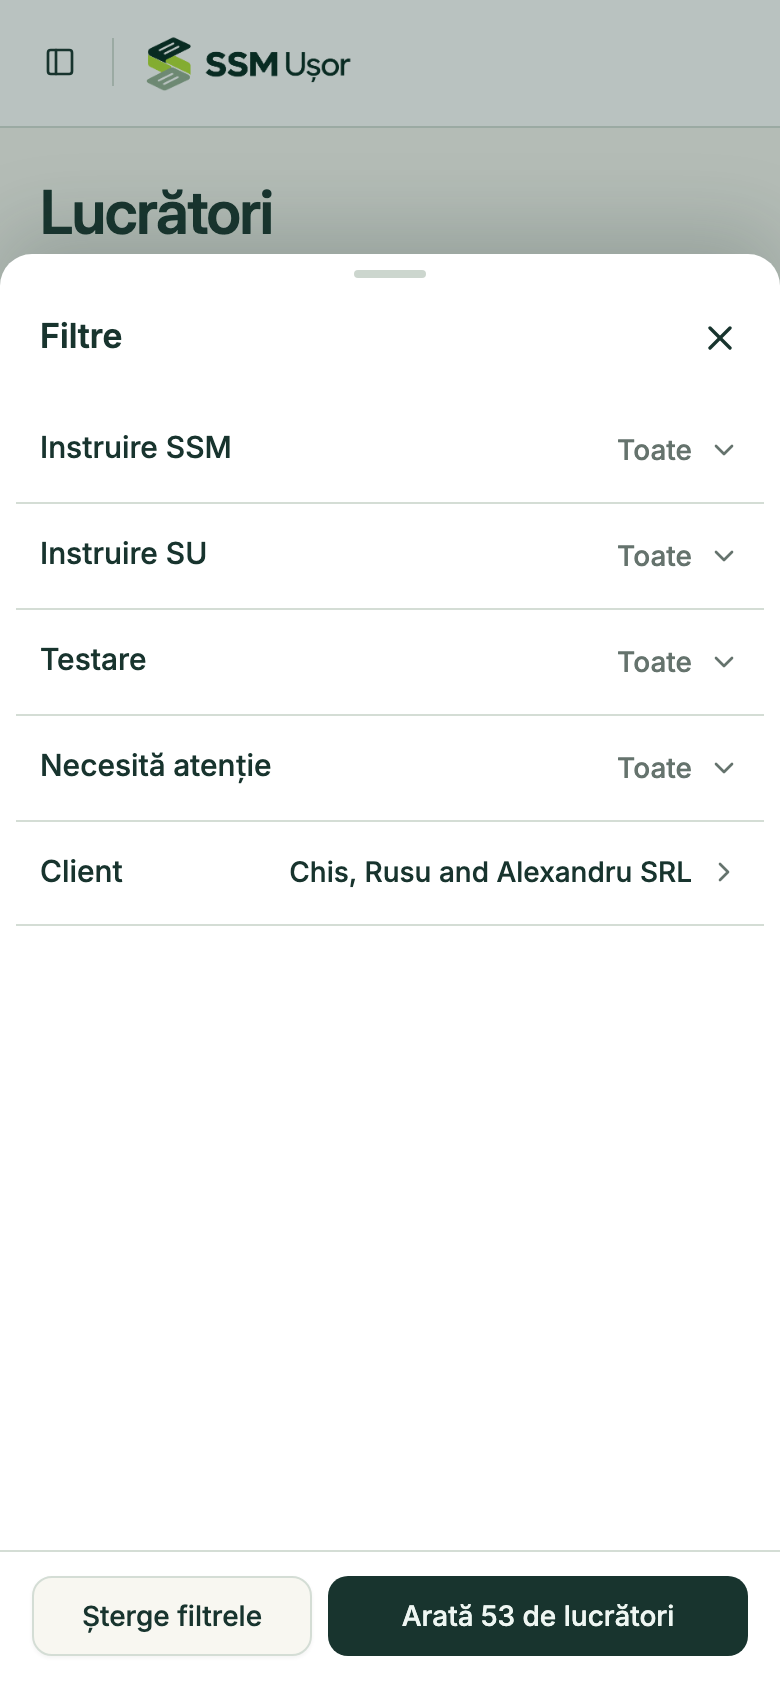 SSM Ușor
Lucrători
Filtre
Instruire SSM Toate
Instruire SU Toate
Testare Toate
Necesită atenție Toate
Client Chis, Rusu and Alexandru SRL
Șterge filtrele Arată 53 de lucrători